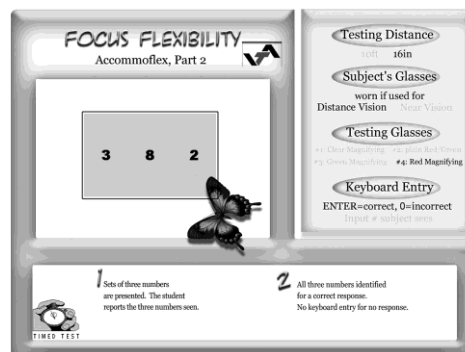 FOCUS FLEXIBILITY
Accommoflex, Part 2
VTA
3 8 2
Testing Distance
10ft 16in
Subject's Glasses
worn if used for
Distance Vision Near Vision
Testing Glasses
#1: Clear Magnifying #2: plain Red/Green
#3: Green Magnifying #4: Red Magnifying
Keyboard Entry
ENTER=correct, 0=incorrect
Input # subject sees
1 Sets of three numbers
are presented. The student
reports the three numbers seen.
2 All three numbers identified
for a correct response.
No keyboard entry for no response.
TIMED TEST